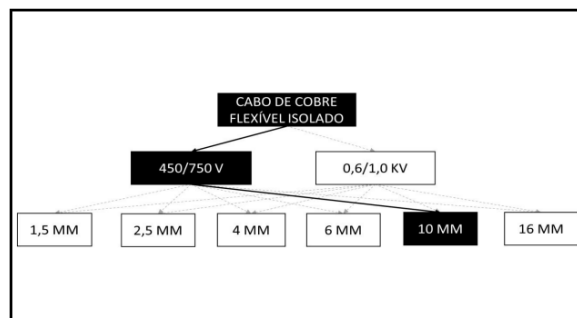 CABO DE COBRE
FLEXÍVEL ISOLADO
450/750 V
0,6/1,0 KV
1,5 MM
2,5 MM
4 MM
6 MM
10 MM
16 MM